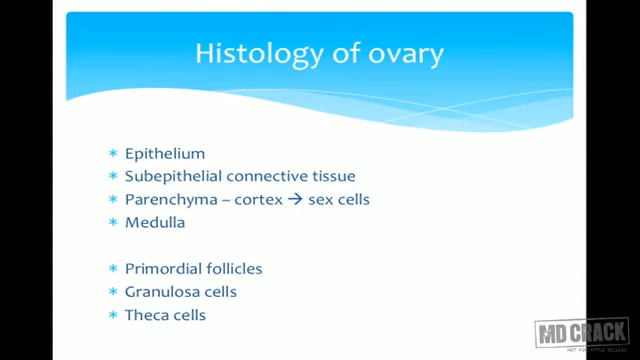 Histology of ovary
* Epithelium
* Subepithelial connective tissue
* Parenchyma – cortex → sex cells
* Medulla
* Primordial follicles
* Granulosa cells
* Theca cells
MD CRACK